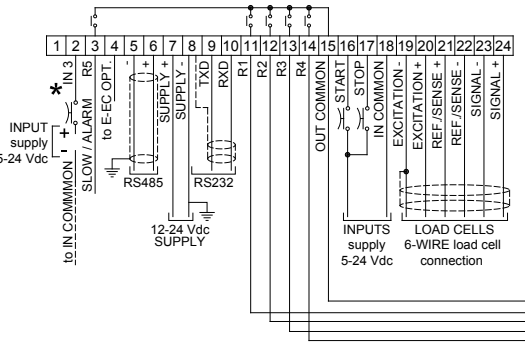 1 2 3 4 5 6 7 8 9 10 11 12 13 14 15 16 17 18 19 20 21 22 23 24
* IN 3
R5
SLOW / ALARM
to E-EC OPT.
-
+
SUPPLY +
SUPPLY -
TXD
RXD
R1
R2
R3
R4
OUT COMMON
START
STOP
IN COMMON
EXCITATION -
EXCITATION +
REF./SENSE +
REF./SENSE -
SIGNAL -
SIGNAL +
INPUT
supply
5-24 Vdc
+
-
to IN COMMMON
RS485
RS232
12-24 Vdc
SUPPLY
INPUTS
supply
5-24 Vdc
LOAD CELLS
6-WIRE load cell
connection